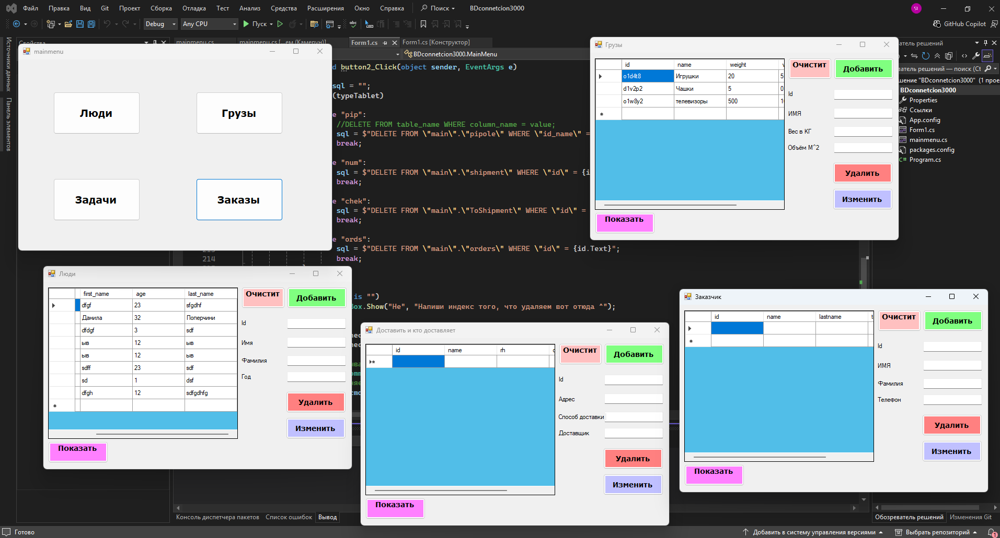 Файл Правка Вид Git Проект Сборка Отладка Тест Анализ Средства Расширения Окно Справка Поиск BDconnetcion3000 ЯI
Debug Any CPU Пуск GitHub Copilot
Источники данных
Панель элементов
Свойства
mainmenu.cs mainmenu.cs [...ем (Камерун)] Form1.cs Form1.cs [Конструктор]
BDconnetcion3000.MainMenu
mainmenu
Люди
Грузы
Задачи
Заказы
d button2_Click(object sender, EventArgs e)
sql = "";
(typeTablet)
e "pip":
//DELETE FROM table_name WHERE column_name = value;
sql = $"DELETE FROM \"main\".\"pipole\" WHERE \"id_name\" =
break;
e "num":
sql = $"DELETE FROM \"main\".\"shipment\" WHERE \"id\" = {i
break;
e "chek":
sql = $"DELETE FROM \"main\".\"ToShipment\" WHERE \"id\" =
break;
e "ords":
sql = $"DELETE FROM \"main\".\"orders\" WHERE \"id\" = {id.Text}";
214 break;
is "")
Box.Show("Не", "Напиши индекс того, что удаляем вот отюда ^");
Грузы
id name weight v
o1d4t8 Игрушки 20 5
d1v2p2 Чашки 5 0
o1w8y2 телевизоры 500 1
Очистит Добавить
Id
ИМЯ
Вес в КГ
Объём М^2
Удалить
Изменить
Показать
атель решений
ватель решений — поиск (Ct
шение "BDconnetcion3000" (1 прое
BDconnetcion3000
Properties
Ссылки
App.config
Form1.cs
mainmenu.cs
packages.config
C# Program.cs
Люди
first_name age last_name
dfgf 23 sfgdhf
Данила 32 Поперчини
dfdgf 3 sdf
ыв 12 ыв
ыв 12 ыв
sdff 23 sdf
sd 1 dsf
dfgh 12 sdfgdhfg
Очистит Добавить
Id
Имя
Фамилия
Год
Удалить
Изменить
Показать
Доставить и кто доставляет
id name rh c
Очистит Добавить
Id
Адрес
Способ доставки
Доставщик
Удалить
Изменить
Показать
Заказчик
id name lastname t
Очистит Добавить
Id
ИМЯ
Фамилия
Телефон
Удалить
Изменить
Показать
Консоль диспетчера пакетов Список ошибок Вывод
Обозреватель решений Изменения Git
Готово Добавить в систему управления версиями Выбрать репозиторий 1